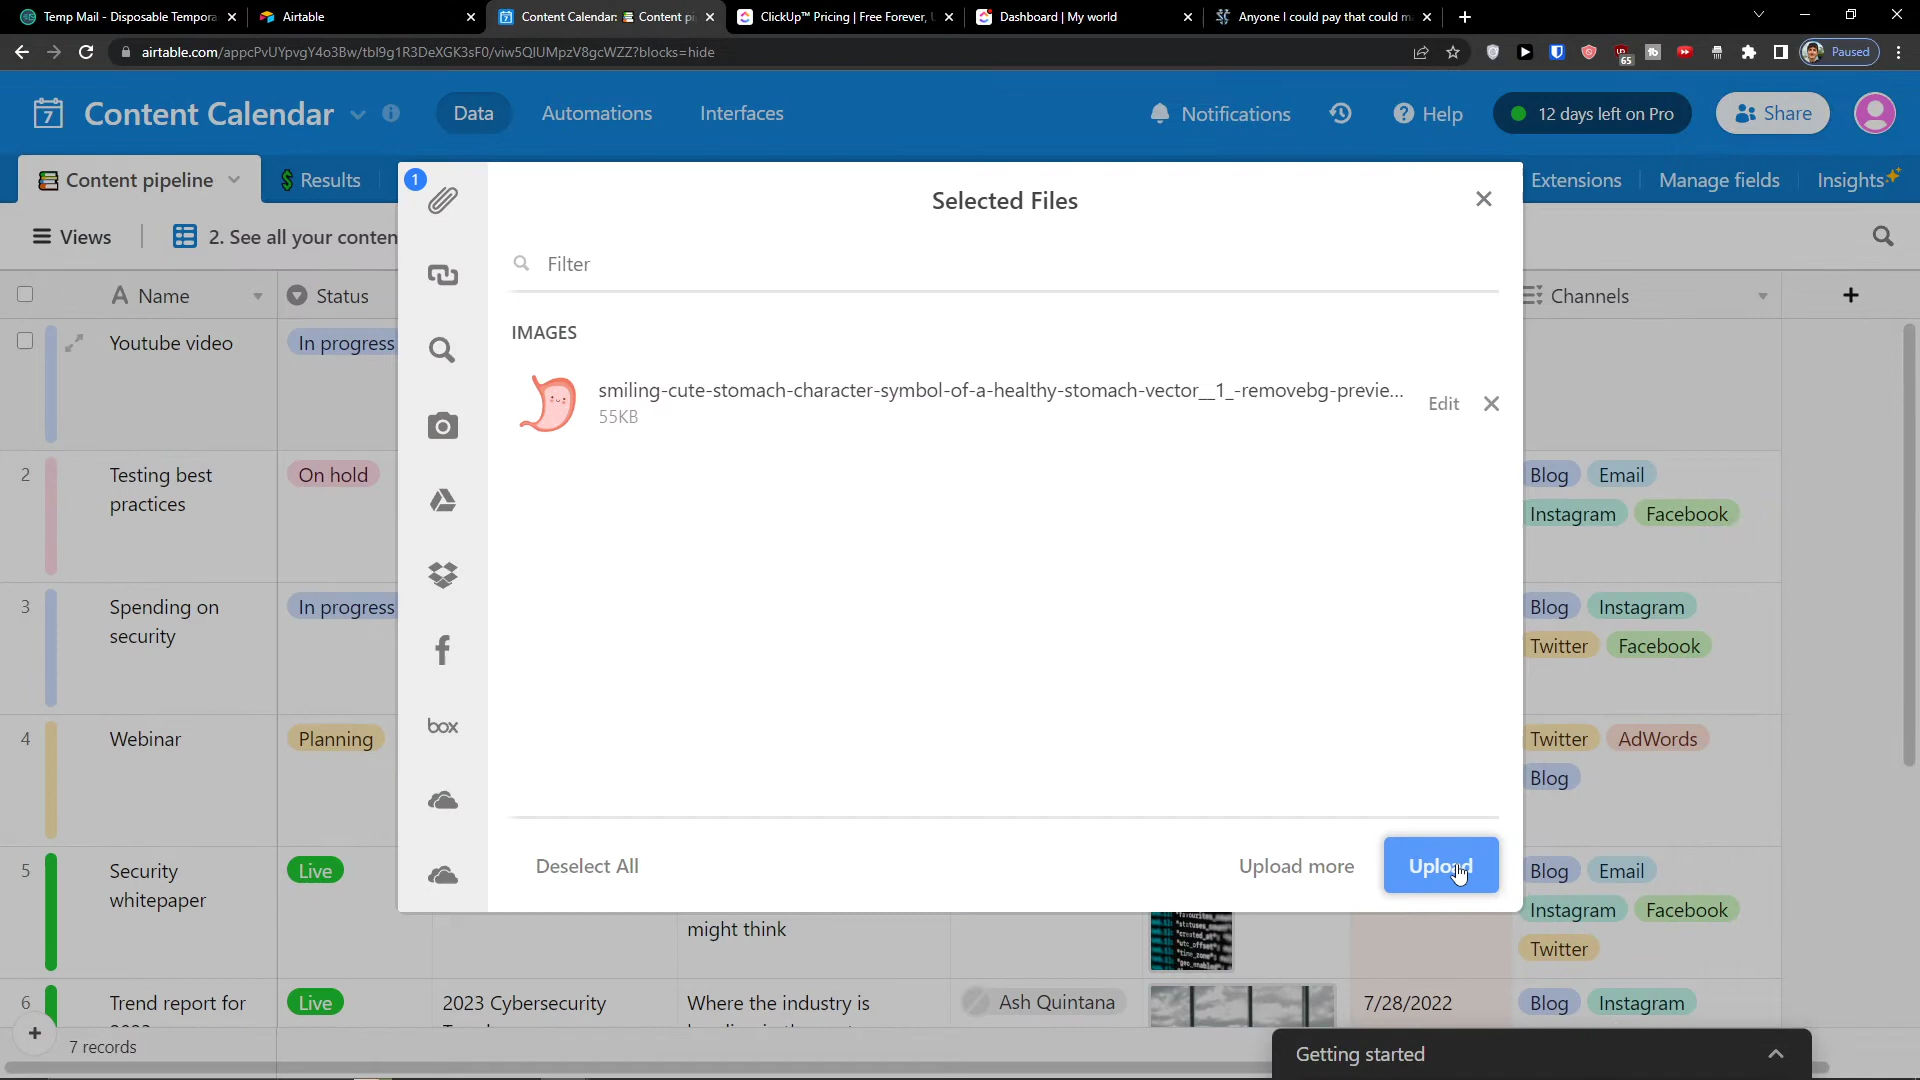 Temp Mail - Disposable Tempora
Airtable
Content Calendar: Content pi
ClickUp™ Pricing | Free Forever,
Dashboard | My world
Anyone I could pay that could m
airtable.com/appcPvUYpvgY4o3Bw/tbl9g1R3DeXGK3sF0/viw5QlUMpzV8gcWZZ?blocks=hide
65
Paused
7
Content Calendar
Data
Automations
Interfaces
Notifications
Help
12 days left on Pro
Share
Content pipeline
Results
Extensions
Manage fields
Insights
Views
2. See all your conten
1
Selected Files
Filter
IMAGES
smiling-cute-stomach-character-symbol-of-a-healthy-stomach-vector__1_-removebg-previe...
55KB
Edit
box
Deselect All
Upload more
Upload
Name
Status
Channels
Youtube video
In progress
2
Testing best
practices
On hold
Blog
Email
Instagram
Facebook
3
Spending on
security
In progress
Blog
Instagram
Twitter
Facebook
4
Webinar
Planning
Twitter
AdWords
Blog
5
Security
whitepaper
Live
might think
Blog
Email
Instagram
Facebook
Twitter
6
Trend report for
Live
2023 Cybersecurity
Where the industry is
Ash Quintana
7/28/2022
Blog
Instagram
7 records
Getting started